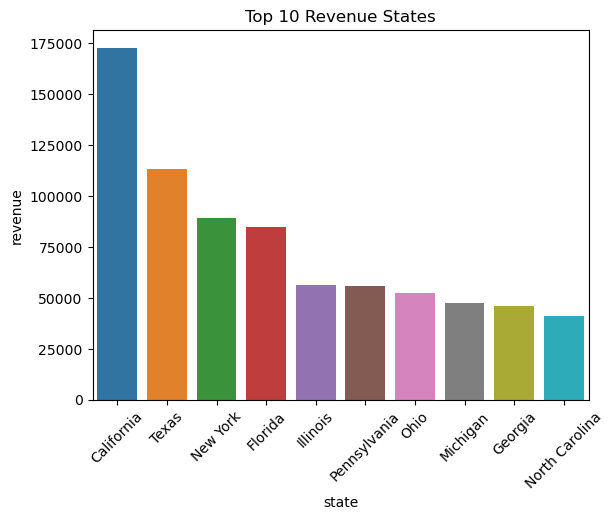 Top 10 Revenue States
revenue
175000
150000
125000
100000
75000
50000
25000
0
California
Texas
New York
Florida
Illinois
Pennsylvania
Ohio
Michigan
Georgia
North Carolina
state